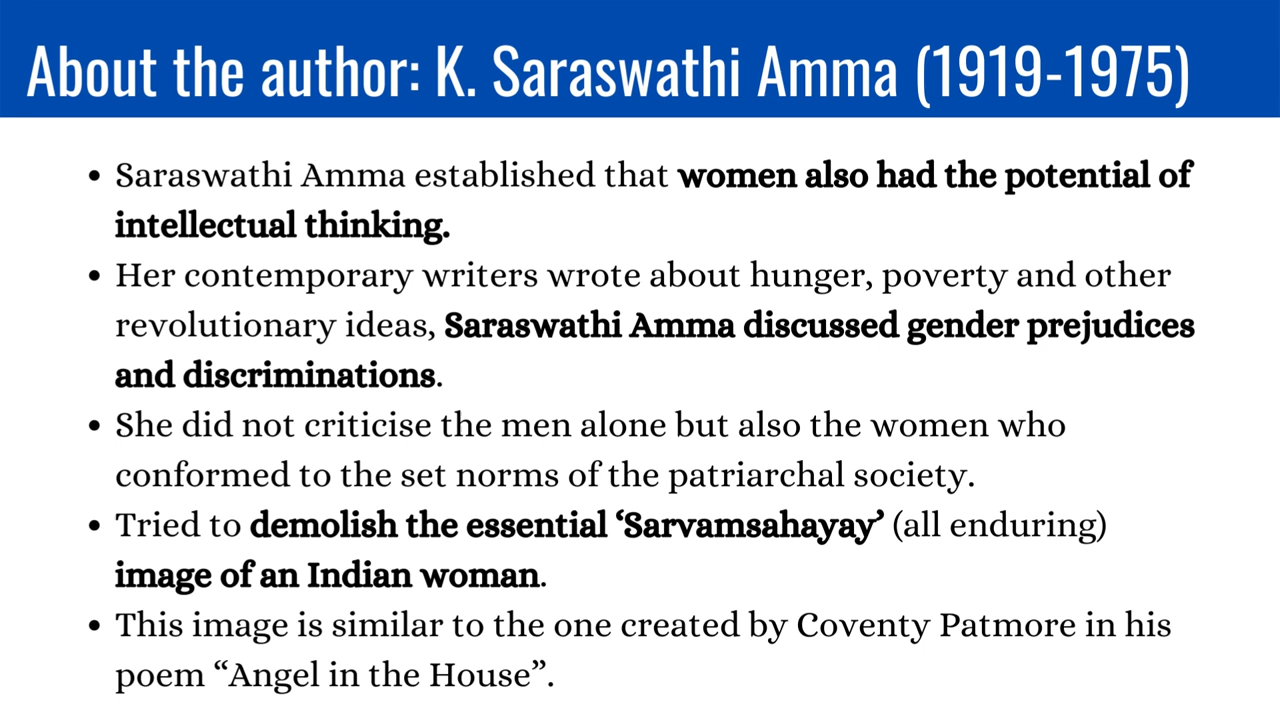 About the author: K. Saraswathi Amma (1919-1975)
• Saraswathi Amma established that women also had the potential of
intellectual thinking.
• Her contemporary writers wrote about hunger, poverty and other
revolutionary ideas, Saraswathi Amma discussed gender prejudices
and discriminations.
• She did not criticise the men alone but also the women who
conformed to the set norms of the patriarchal society.
• Tried to demolish the essential ‘Sarvamsahayay’ (all enduring)
image of an Indian woman.
• This image is similar to the one created by Coventy Patmore in his
poem “Angel in the House”.